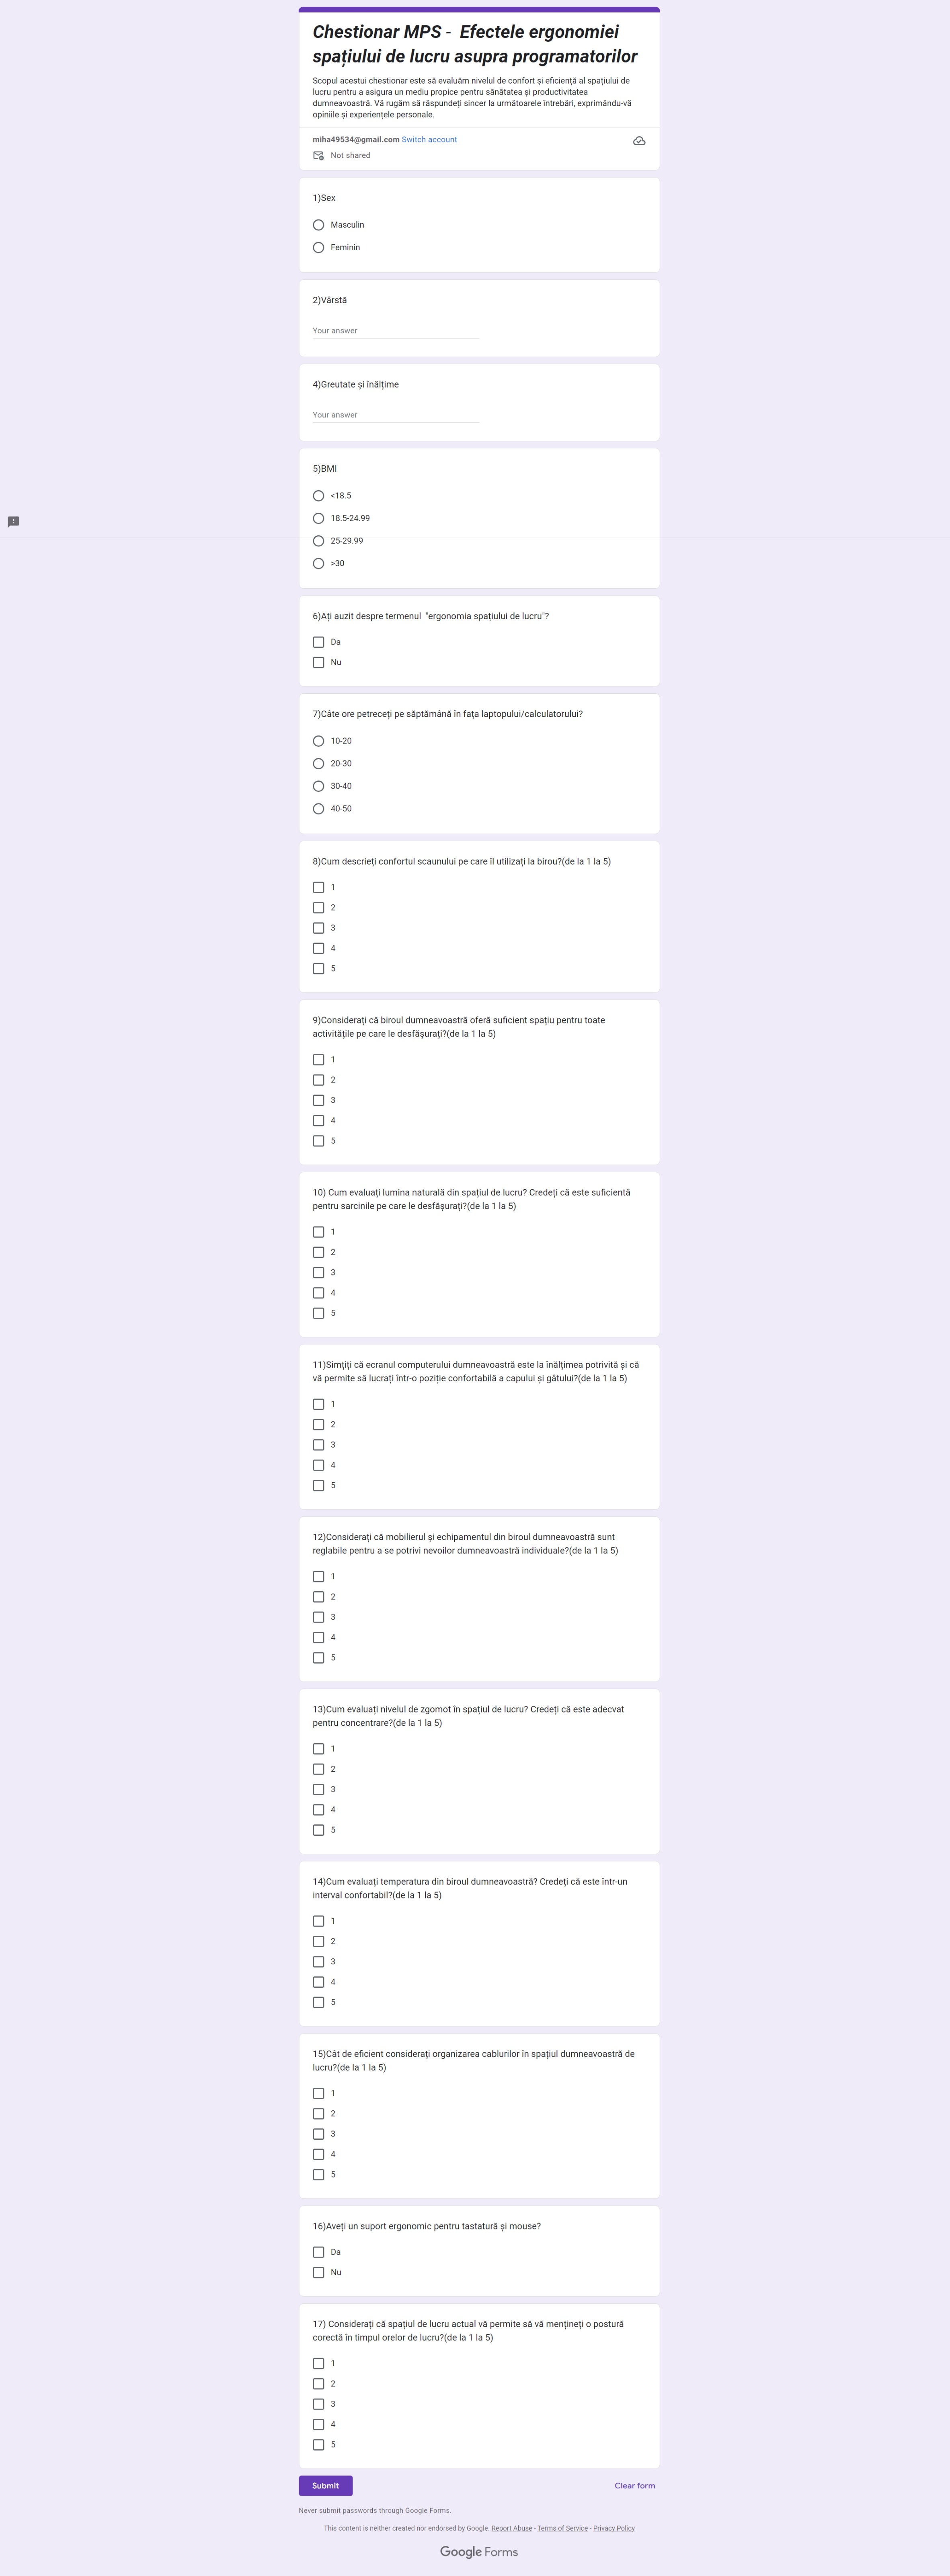 Chestionar MPS - Efectele ergonomiei
spațiului de lucru asupra programatorilor
Scopul acestui chestionar este să evaluăm nivelul de confort și eficiență al spațiului de
lucru pentru a asigura un mediu propice pentru sănătatea și productivitatea
dumneavoastră. Vă rugăm să răspundeți sincer la următoarele întrebări, exprimându-vă
opiniile și experiențele personale.
miha49534@gmail.com Switch account
Not shared
1)Sex
Masculin
Feminin
2)Vârstă
Your answer
4)Greutate și înălțime
Your answer
5)BMI
<18.5
18.5-24.99
25-29.99
>30
6)Ați auzit despre termenul "ergonomia spațiului de lucru"?
Da
Nu
7)Câte ore petreceți pe săptămână în fața laptopului/calculatorului?
10-20
20-30
30-40
40-50
8)Cum descrieți confortul scaunului pe care îl utilizați la birou?(de la 1 la 5)
1
2
3
4
5
9)Considerați că biroul dumneavoastră oferă suficient spațiu pentru toate
activitățile pe care le desfășurați?(de la 1 la 5)
1
2
3
4
5
10) Cum evaluați lumina naturală din spațiul de lucru? Credeți că este suficientă
pentru sarcinile pe care le desfășurați?(de la 1 la 5)
1
2
3
4
5
11)Simțiți că ecranul computerului dumneavoastră este la înălțimea potrivită și că
vă permite să lucrați într-o poziție confortabilă a capului și gâtului?(de la 1 la 5)
1
2
3
4
5
12)Considerați că mobilierul și echipamentul din biroul dumneavoastră sunt
reglabile pentru a se potrivi nevoilor dumneavoastră individuale?(de la 1 la 5)
1
2
3
4
5
13)Cum evaluați nivelul de zgomot în spațiul de lucru? Credeți că este adecvat
pentru concentrare?(de la 1 la 5)
1
2
3
4
5
14)Cum evaluați temperatura din biroul dumneavoastră? Credeți că este într-un
interval confortabil?(de la 1 la 5)
1
2
3
4
5
15)Cât de eficient considerați organizarea cablurilor în spațiul dumneavoastră de
lucru?(de la 1 la 5)
1
2
3
4
5
16)Aveți un suport ergonomic pentru tastatură și mouse?
Da
Nu
17) Considerați că spațiul de lucru actual vă permite să vă mențineți o postură
corectă în timpul orelor de lucru?(de la 1 la 5)
1
2
3
4
5
Submit
Clear form
Never submit passwords through Google Forms.
This content is neither created nor endorsed by Google. Report Abuse - Terms of Service - Privacy Policy
Google Forms